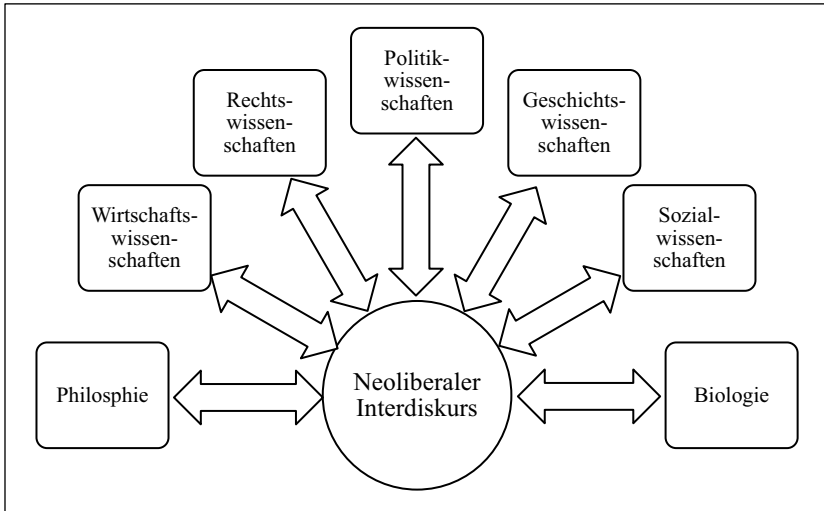 Politik-
wissen-
schaften
Rechts-
wissen-
schaften
Geschichts-
wissen-
schaften
Wirtschafts-
wissen-
schaften
Sozial-
wissen-
schaften
Philosphie
Neoliberaler
Interdiskurs
Biologie